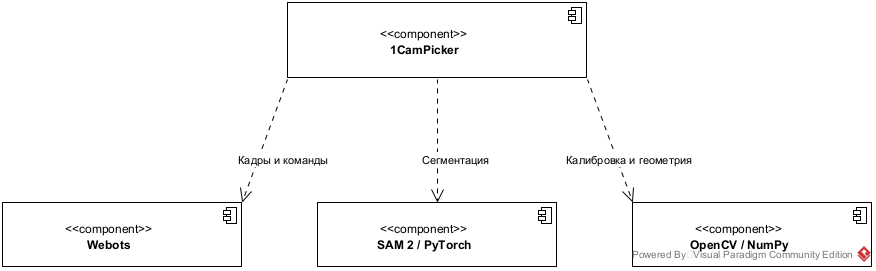 <<component>>
1CamPicker
Кадры и команды
Сегментация
Калибровка и геометрия
<<component>>
Webots
<<component>>
SAM 2 / PyTorch
<<component>>
OpenCV / NumPy
Powered By Visual Paradigm Community Edition